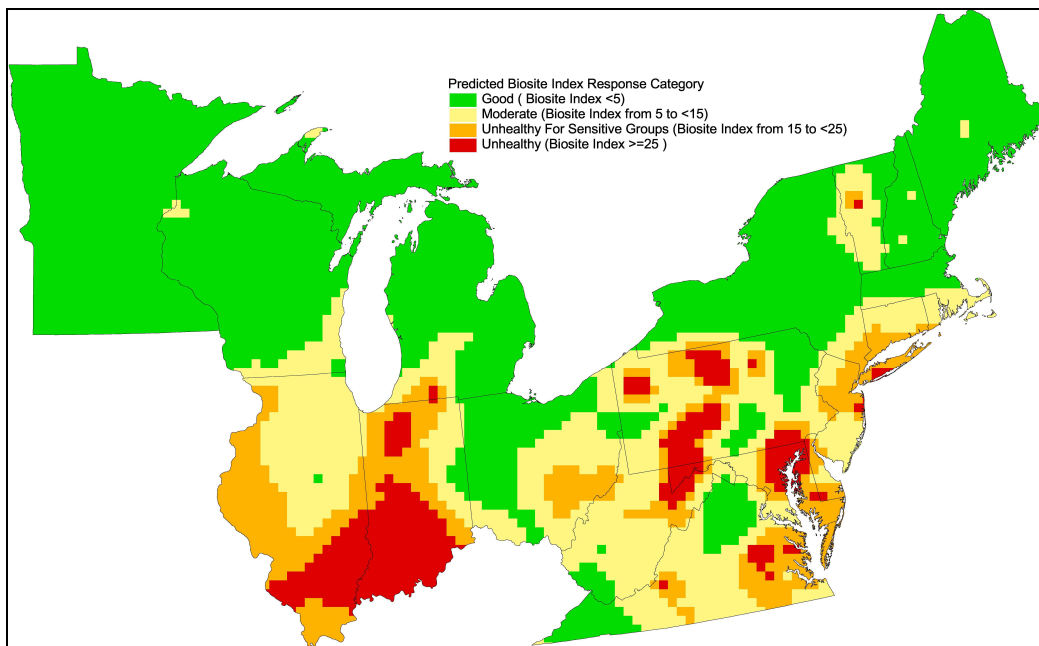 Predicted Biosite Index Response Category
Good ( Biosite Index <5)
Moderate (Biosite Index from 5 to <15)
Unhealthy For Sensitive Groups (Biosite Index from 15 to <25)
Unhealthy (Biosite Index >=25 )